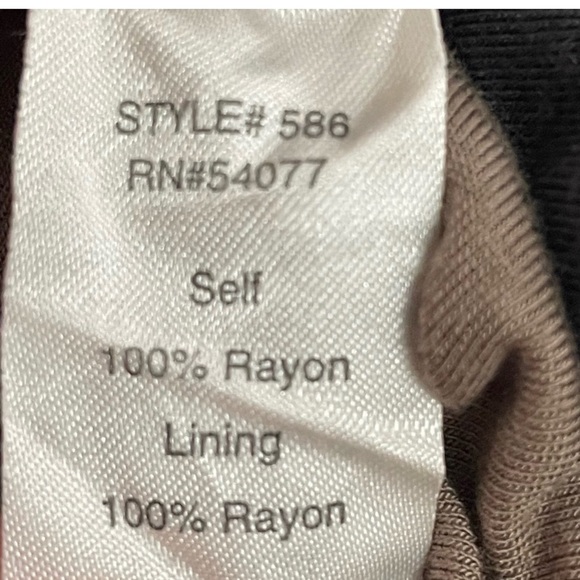 STYLE# 586
RN#54077
Self
100% Rayon
Lining
100% Rayon